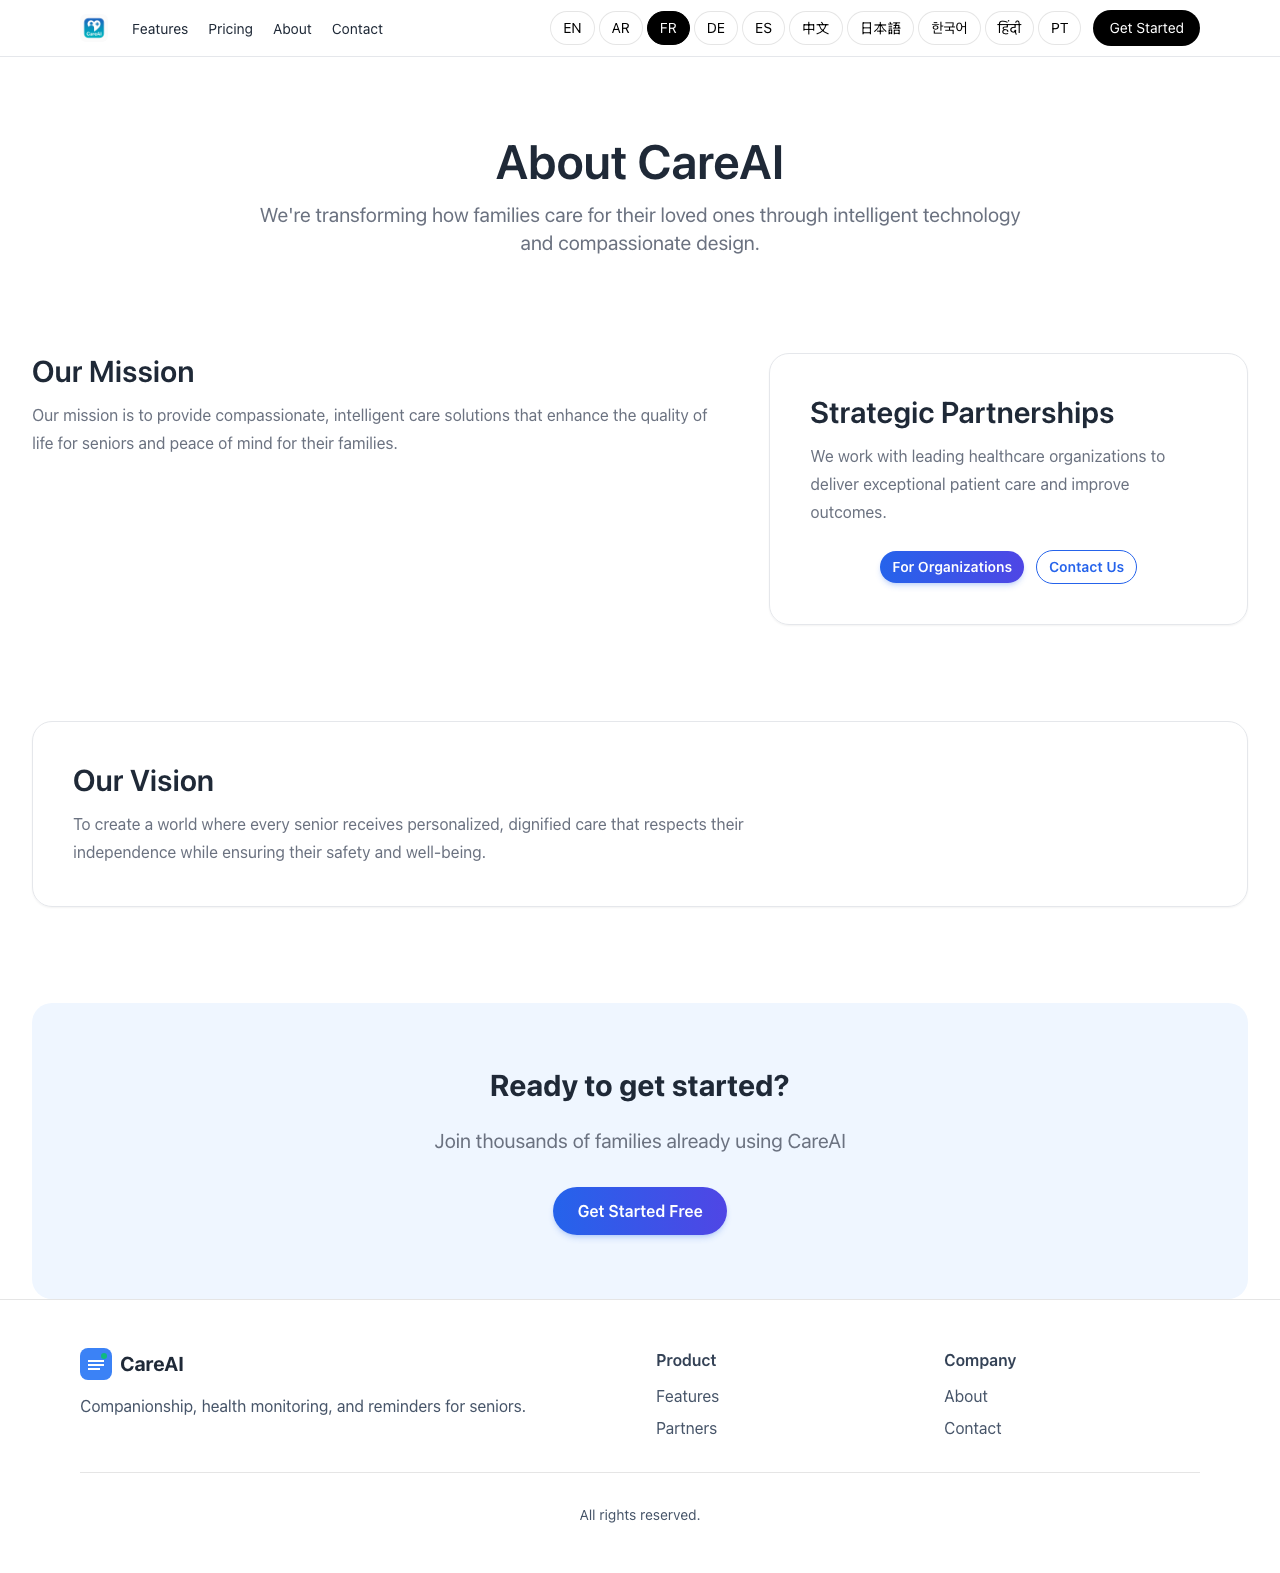 Features Pricing About Contact EN AR FR DE ES 中文 日本語 한국어 हिंदी PT Get Started
About CareAI
We're transforming how families care for their loved ones through intelligent technology
and compassionate design.
Our Mission
Our mission is to provide compassionate, intelligent care solutions that enhance the quality of
life for seniors and peace of mind for their families.
Strategic Partnerships
We work with leading healthcare organizations to
deliver exceptional patient care and improve
outcomes.
For Organizations Contact Us
Our Vision
To create a world where every senior receives personalized, dignified care that respects their
independence while ensuring their safety and well-being.
Ready to get started?
Join thousands of families already using CareAI
Get Started Free
CareAI
Companionship, health monitoring, and reminders for seniors.
Product
Features
Partners
Company
About
Contact
All rights reserved.